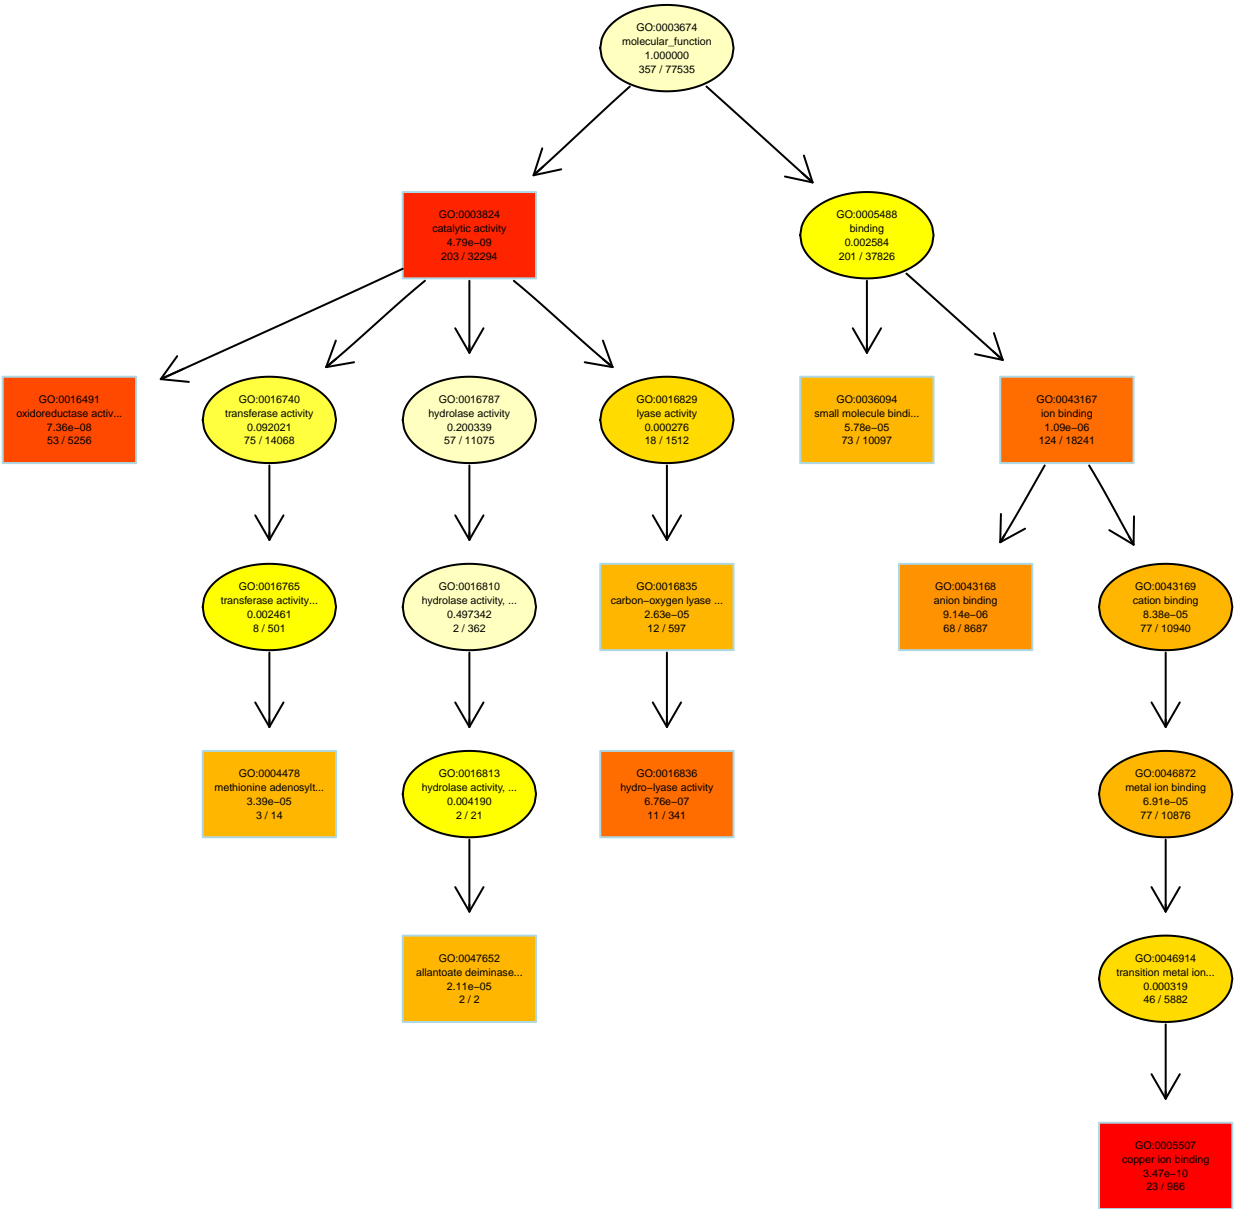 GO:0003674
molecular_function
1.000000
357 / 77535
GO:0003824
catalytic activity
4.79e−09
203 / 32294
GO:0005488
binding
0.002584
201 / 37826
GO:0016491
oxidoreductase activ...
7.36e−08
53 / 5256
GO:0016740
transferase activity
0.092021
75 / 14068
GO:0016787
hydrolase activity
0.200339
57 / 11075
GO:0016829
lyase activity
0.000276
18 / 1512
GO:0036094
small molecule bindi...
5.78e−05
73 / 10097
GO:0043167
ion binding
1.09e−06
124 / 18241
GO:0016765
transferase activity...
0.002461
8 / 501
GO:0016810
hydrolase activity, ...
0.497342
2 / 362
GO:0016835
carbon−oxygen lyase ...
2.63e−05
12 / 597
GO:0043168
anion binding
9.14e−06
68 / 8687
GO:0043169
cation binding
8.38e−05
77 / 10940
GO:0004478
methionine adenosylt...
3.39e−05
3 / 14
GO:0016813
hydrolase activity, ...
0.004190
2 / 21
GO:0016836
hydro−lyase activity
6.76e−07
11 / 341
GO:0046872
metal ion binding
6.91e−05
77 / 10876
GO:0047652
allantoate deiminase...
2.11e−05
2 / 2
GO:0046914
transition metal ion...
0.000319
46 / 5882
GO:0005507
copper ion binding
3.47e−10
23 / 986